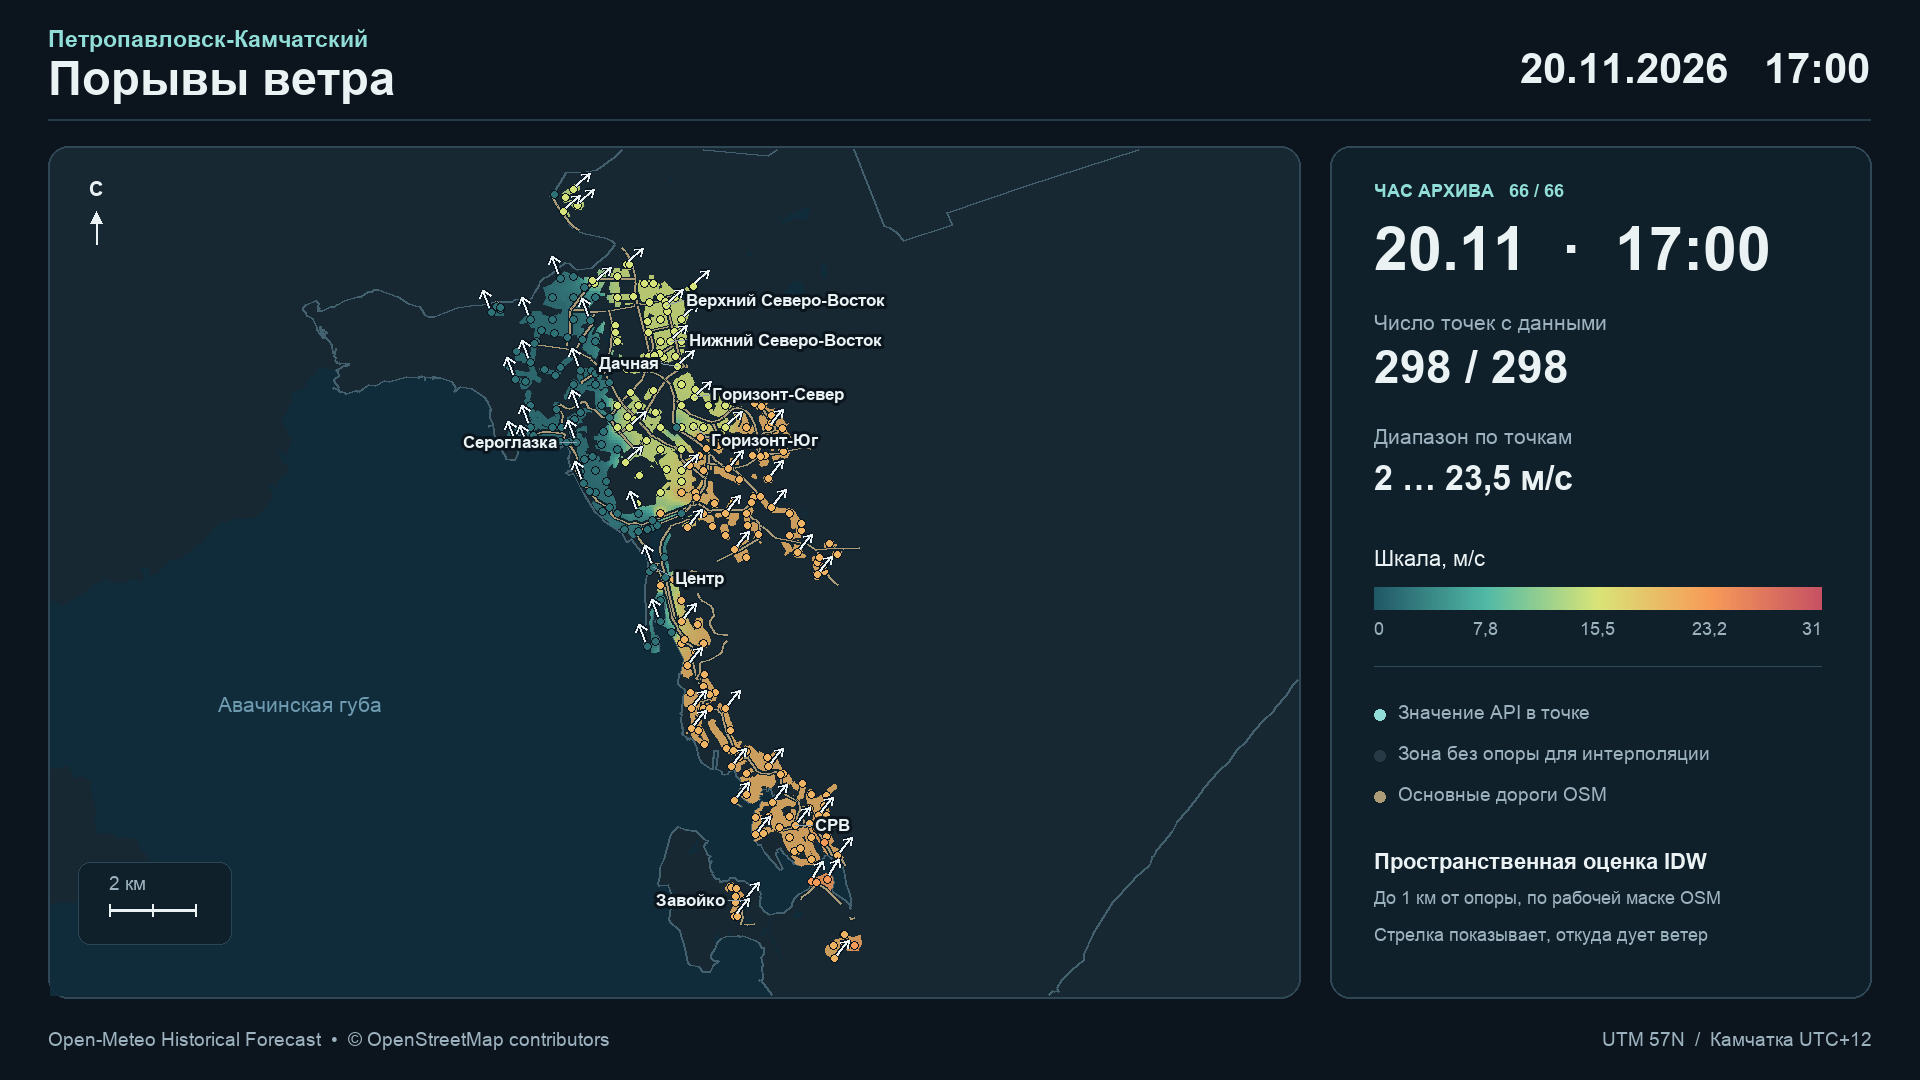 Петропавловск-Камчатский
Порывы ветра
20.11.2026 17:00
С
Верхний Северо-Восток
Нижний Северо-Восток
Дачная
Горизонт-Север
Горизонт-Юг
Сероглазка
Центр
Авачинская губа
СРВ
Завойко
2 км
ЧАС АРХИВА 66 / 66
20.11 · 17:00
Число точек с данными
298 / 298
Диапазон по точкам
2 … 23,5 м/с
Шкала, м/с
0 7,8 15,5 23,2 31
Значение API в точке
Зона без опоры для интерполяции
Основные дороги OSM
Пространственная оценка IDW
До 1 км от опоры, по рабочей маске OSM
Стрелка показывает, откуда дует ветер
Open-Meteo Historical Forecast • © OpenStreetMap contributors
UTM 57N / Камчатка UTC+12